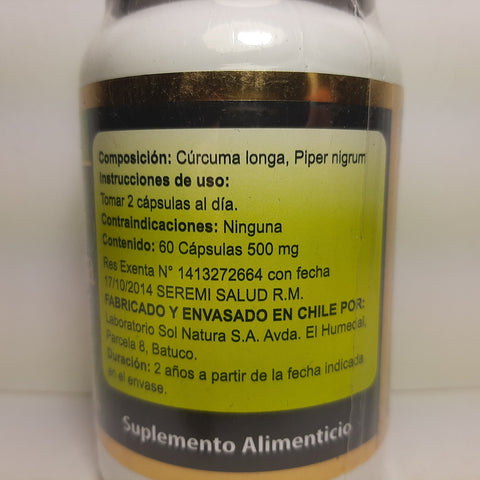 Composición: Cúrcuma longa, Piper nigrum
Instrucciones de uso:
Tomar 2 cápsulas al día.
Contraindicaciones: Ninguna
Contenido: 60 Cápsulas 500 mg
Res Exenta N° 1413272664 con fecha
17/10/2014 SEREMI SALUD R.M.
FABRICADO Y ENVASADO EN CHILE POR:
Laboratorio Sol Natura S.A. Avda. El Humedal,
Parcela 8, Batuco.
Duración: 2 años a partir de la fecha indicada
en el envase.
Suplemento Alimenticio